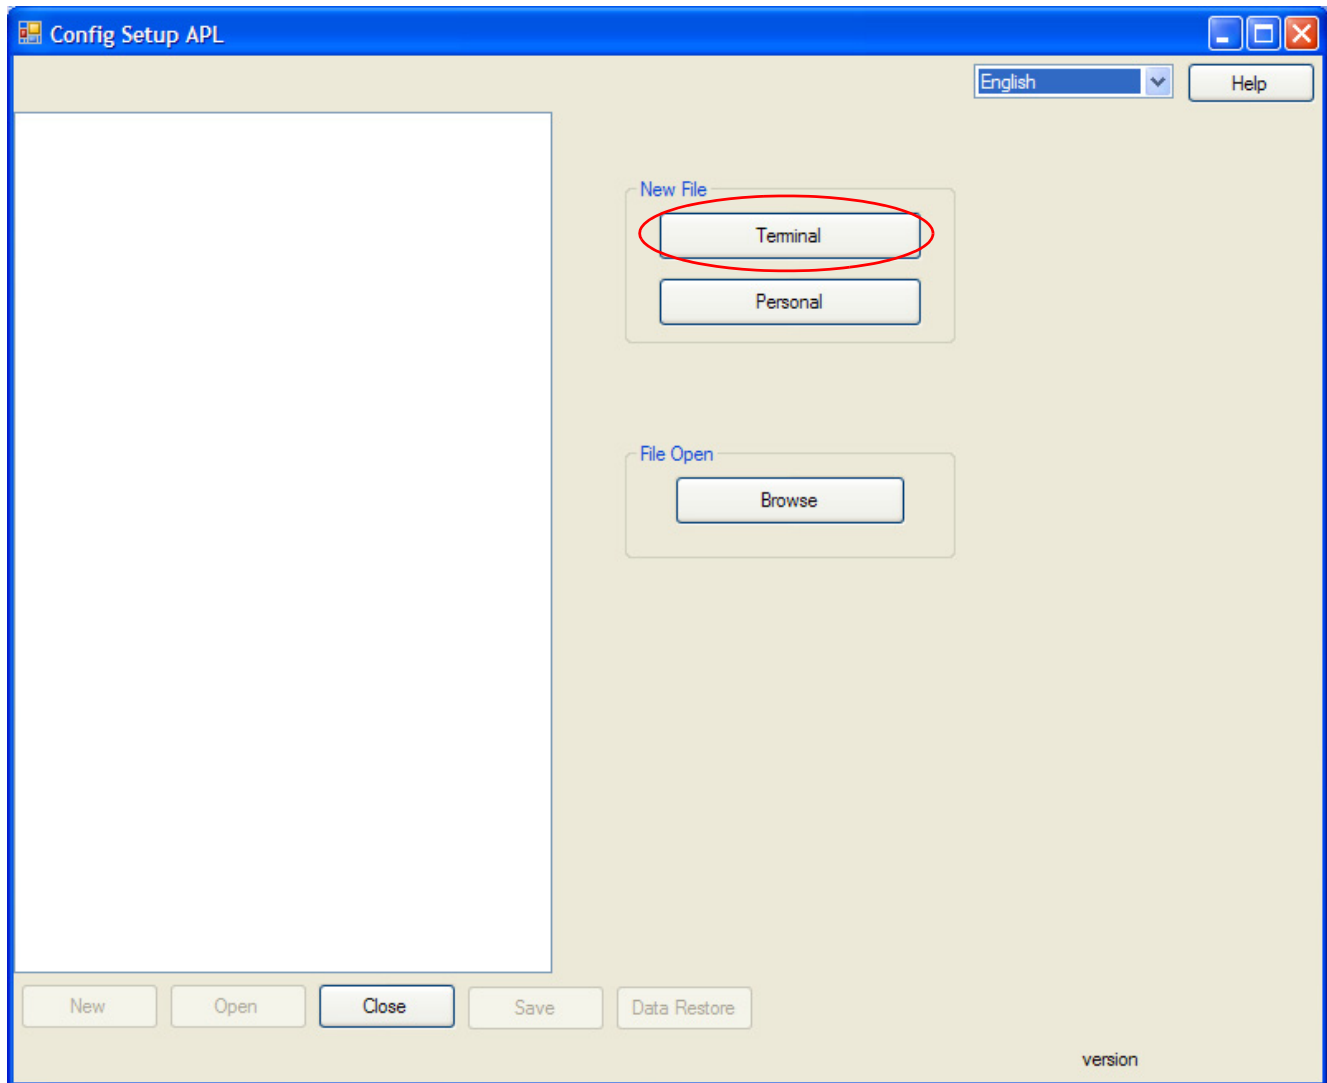 Config Setup APL
English
Help
New File
Terminal
Personal
File Open
Browse
New
Open
Close
Save
Data Restore
version